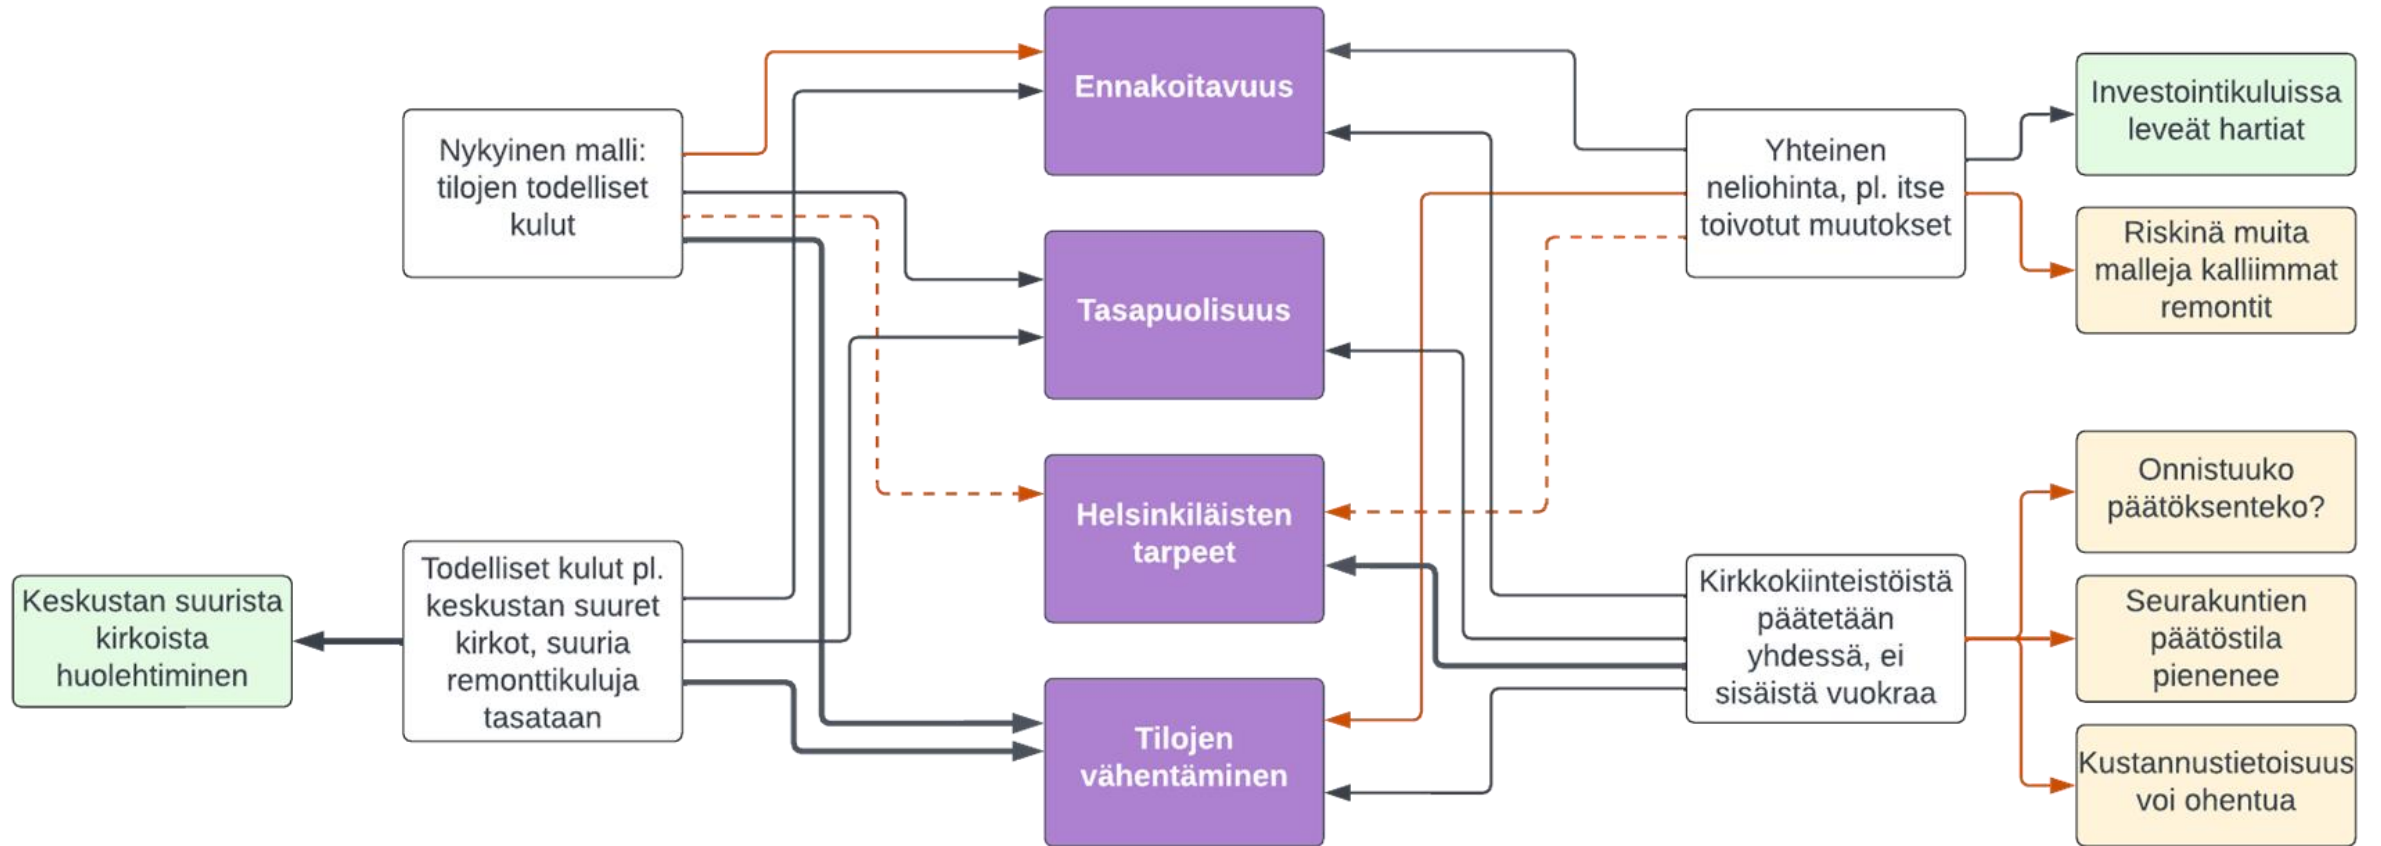 Ennakoitavuus
Nykyinen malli:
tilojen todelliset
kulut
Yhteinen
neliohinta, pl. itse
toivotut muutokset
Investointikuluissa
leveät hartiat
Riskinä muita
malleja kalliimmat
remontit
Tasapuolisuus
Helsinkiläisten
tarpeet
Keskustan suurista
kirkoista
huolehtiminen
Todelliset kulut pl.
keskustan suuret
kirkot, suuria
remonttikuluja
tasataan
Tilojen
vähentäminen
Kirkkokiinteistöistä
päätetään
yhdessä, ei
sisäistä vuokraa
Onnistuuko
päätöksenteko?
Seurakuntien
päätöstila
pienenee
Kustannustietoisuus
voi ohentua